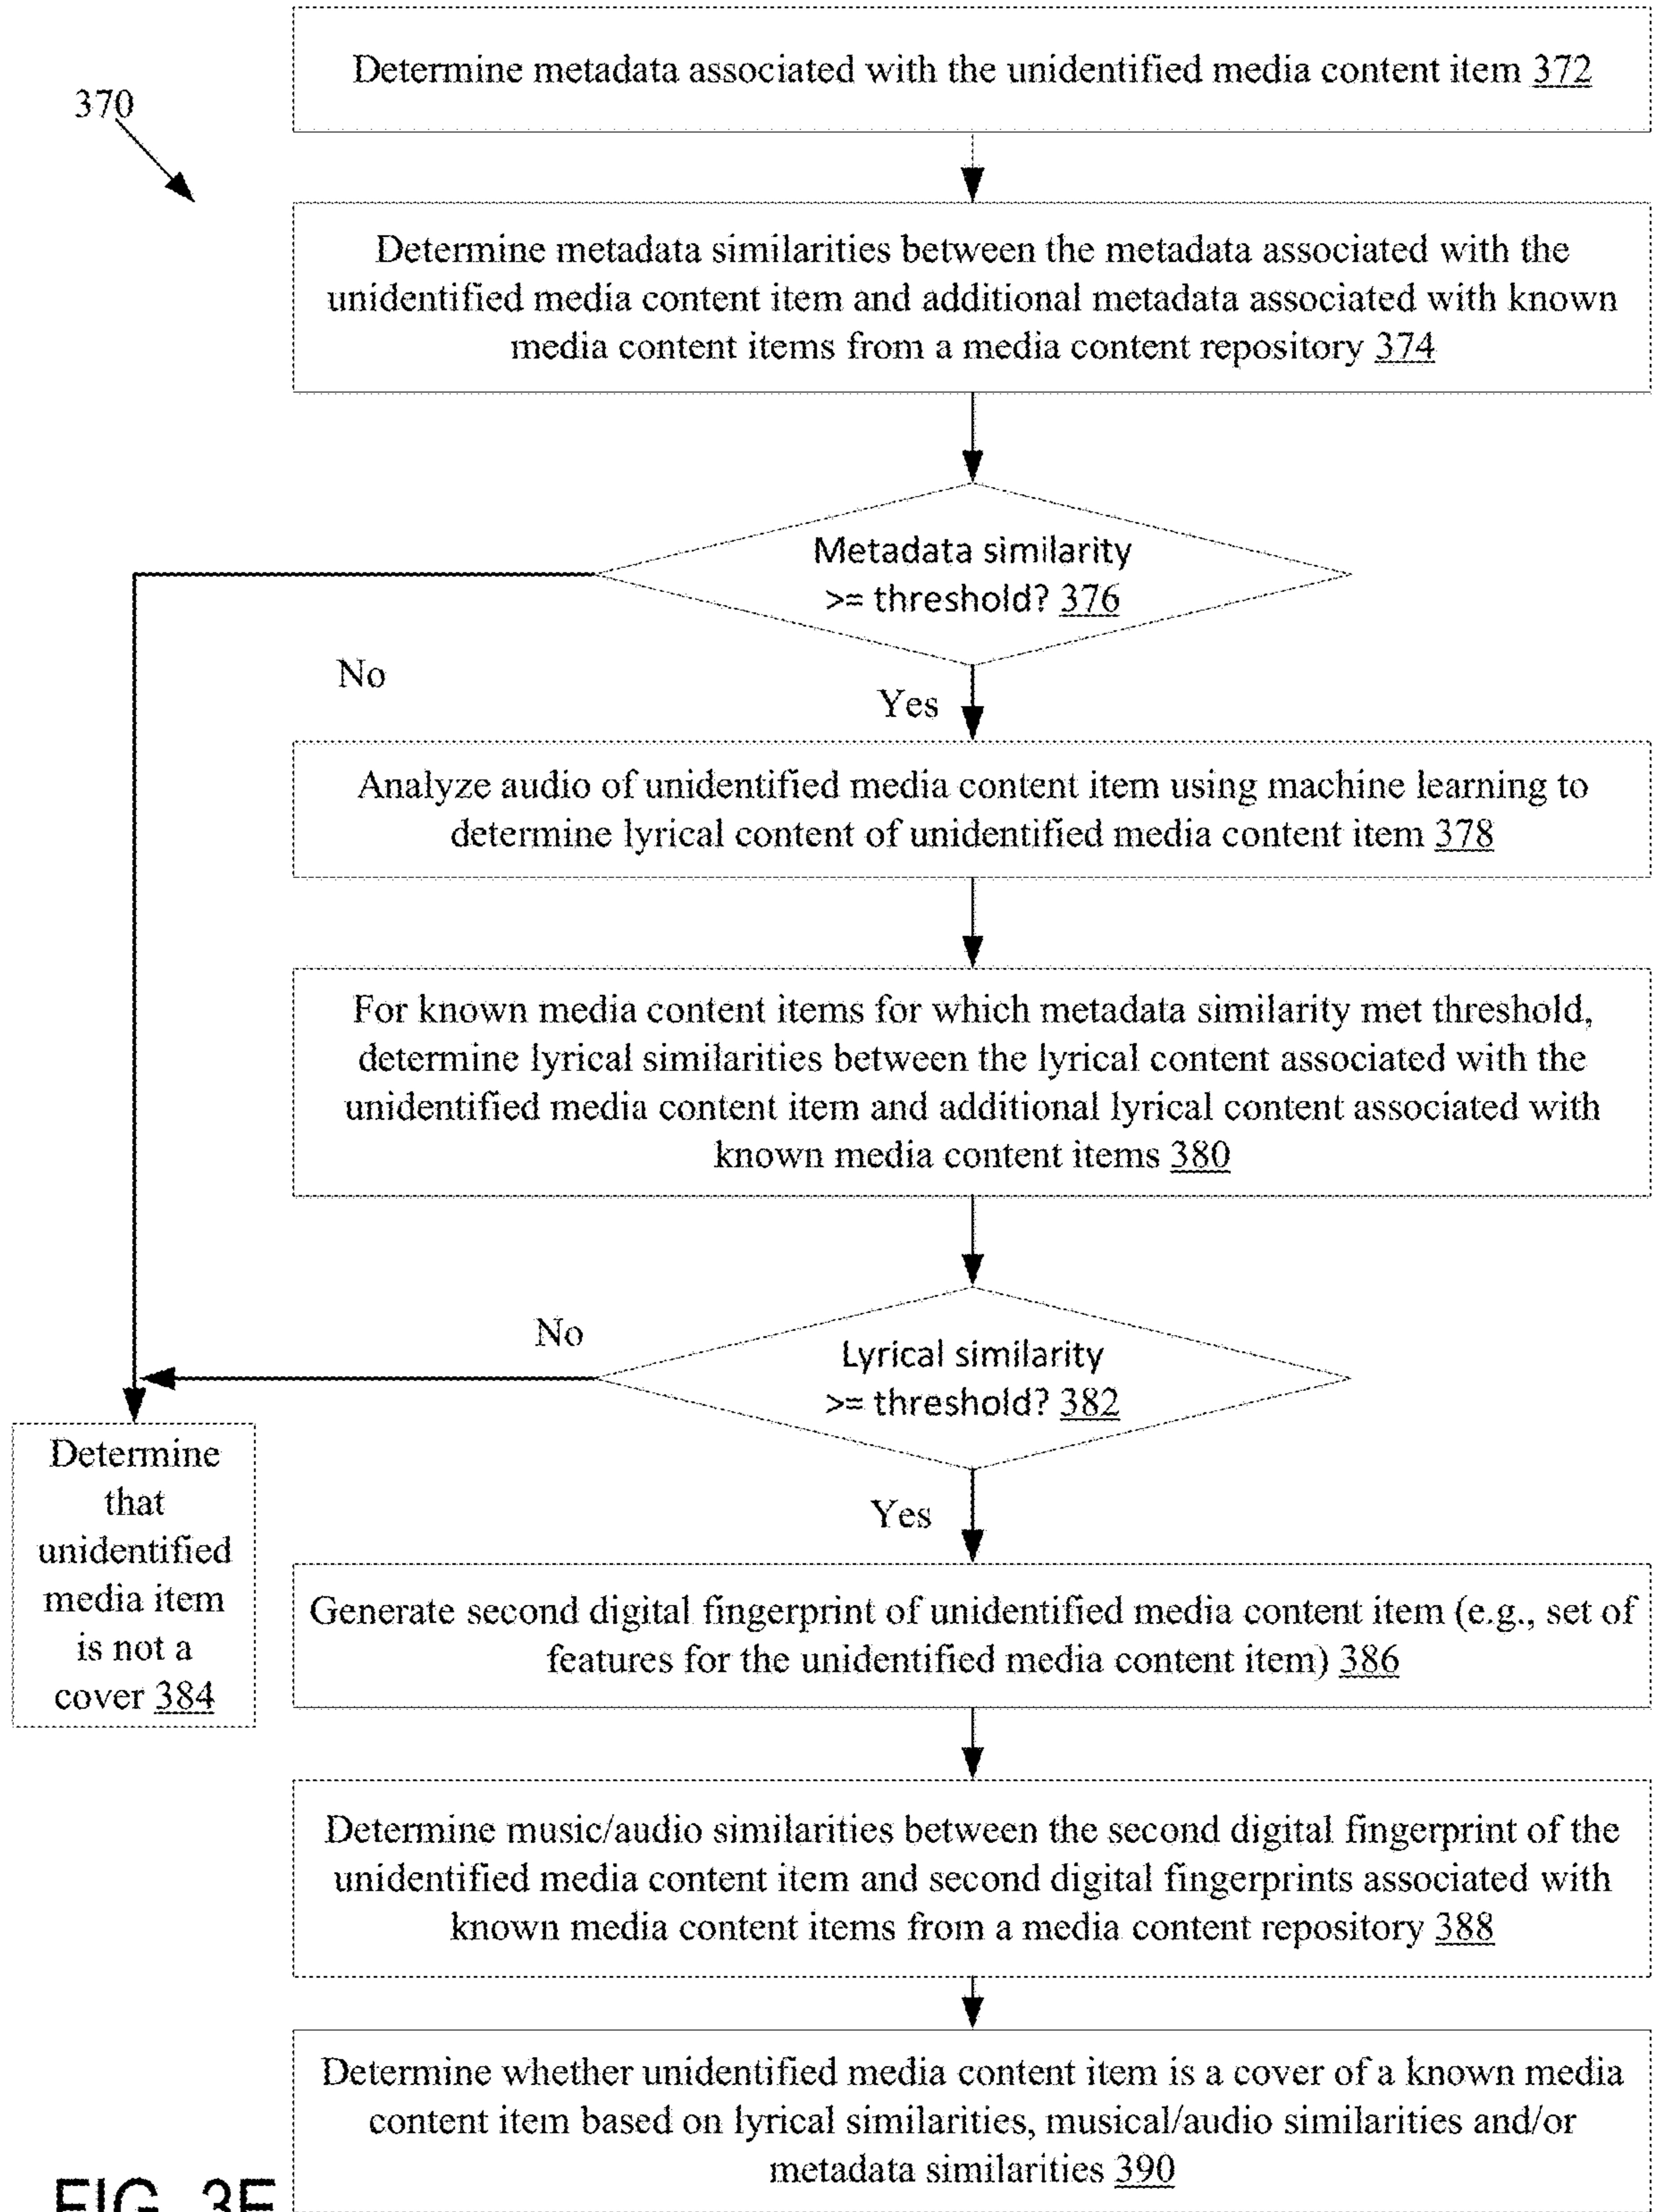 Determine metadata associated with the unidentified media content item 372
370
Determine metadata similarities between the metadata associated with the
unidentified media content item and additional metadata associated with known
media content items from a media content repository 374
Metadata similarity
>= threshold? 376
No
Yes
Analyze audio of unidentified media content item using machine learning to
determine lyrical content of unidentified media content item 378
For known media content items for which metadata similarity met threshold,
determine lyrical similarities between the lyrical content associated with the
unidentified media content item and additional lyrical content associated with
known media content items 380
No
Lyrical similarity
>= threshold? 382
Determine
that
unidentified
media item
is not a
cover 384
Yes
Generate second digital fingerprint of unidentified media content item (e.g., set of
features for the unidentified media content item) 386
Determine music/audio similarities between the second digital fingerprint of the
unidentified media content item and second digital fingerprints associated with
known media content items from a media content repository 388
Determine whether unidentified media content item is a cover of a known media
content item based on lyrical similarities, musical/audio similarities and/or
metadata similarities 390
FIG. 3E